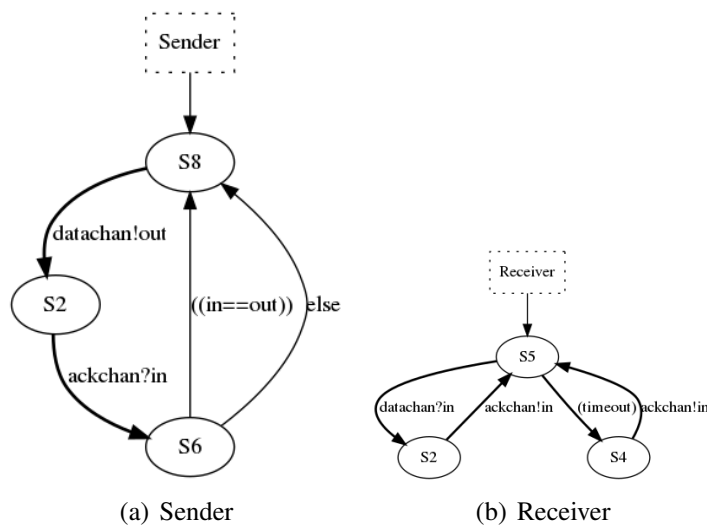 Sender
S8
datachan!out
S2
((in==out))
else
ackchan?in
S6
(a) Sender
Receiver
S5
datachan?in
ackchan!in
(timeout)
ackchan!in
S2
S4
(b) Receiver